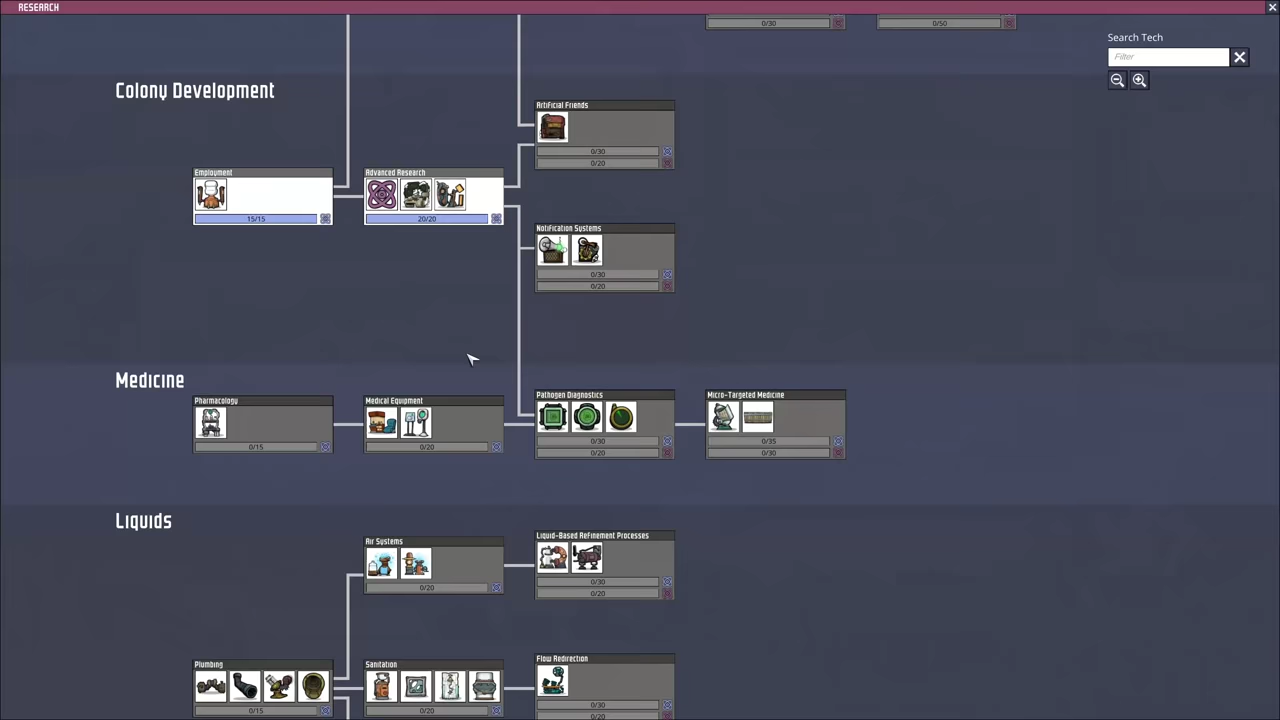 RESEARCH
0/30
0/50
Search Tech
Filter
Colony Development
Artificial Friends
0/30
0/20
Employment
15/15
Advanced Research
20/20
Notification Systems
0/30
0/20
Medicine
Pharmacology
0/15
Medical Equipment
0/20
Pathogen Diagnostics
0/30
0/20
Micro-Targeted Medicine
0/35
0/30
Liquids
Air Systems
0/20
Liquid-Based Refinement Processes
0/30
0/20
Plumbing
0/15
Sanitation
0/20
Flow Redirection
0/30
0/20